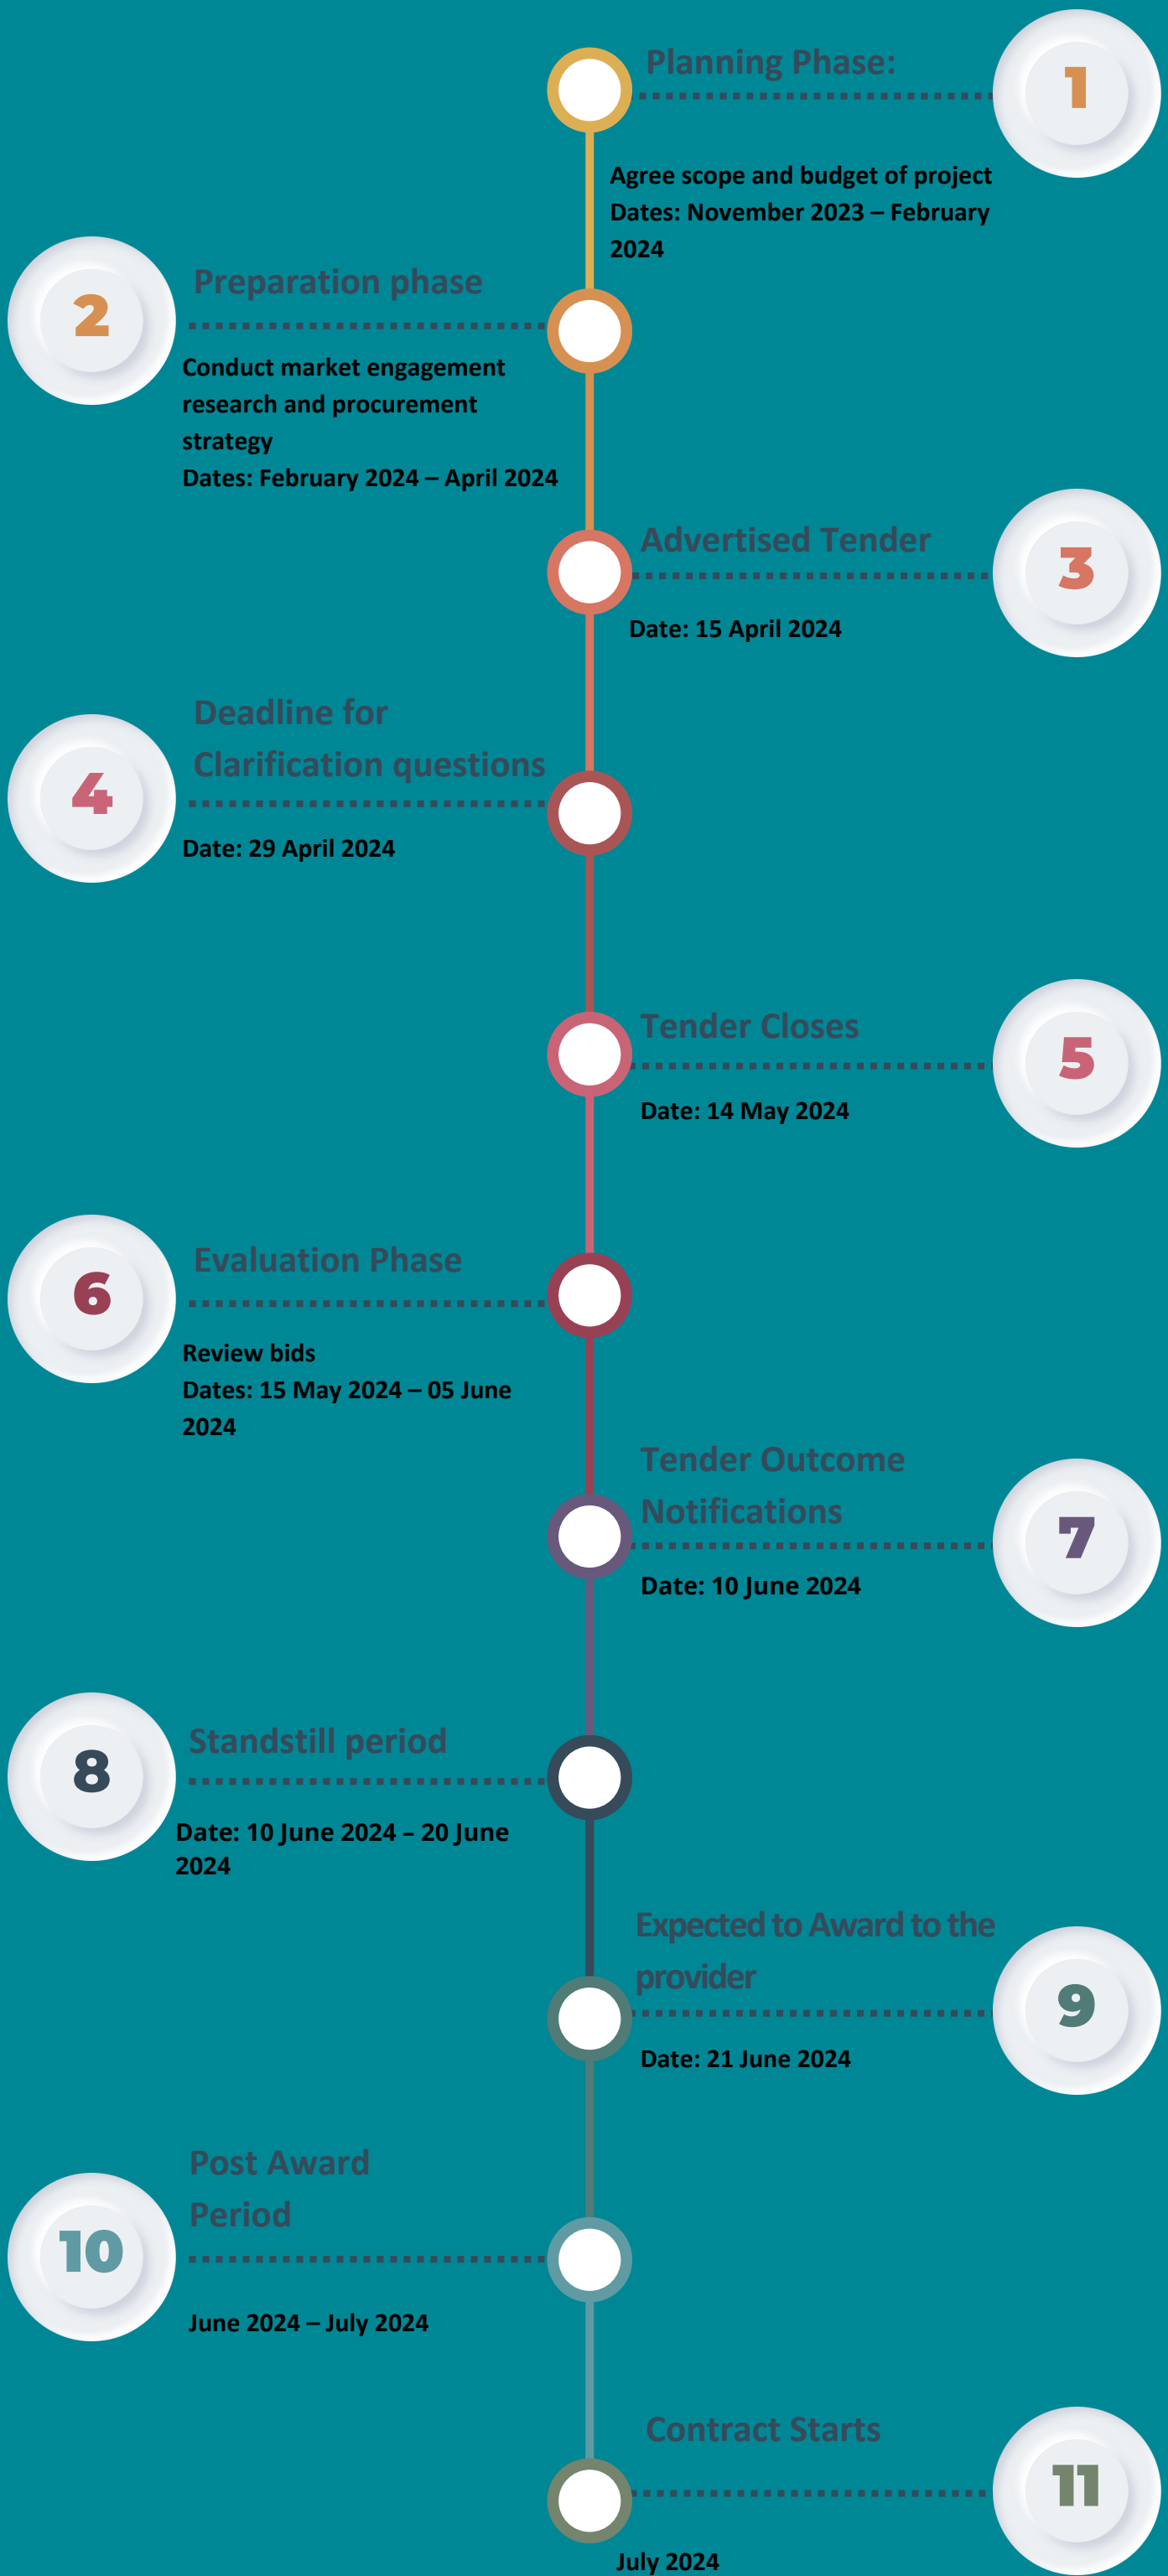 Planning Phase:
1
Agree scope and budget of project
Dates: November 2023 – February
2024
Preparation phase
2
Conduct market engagement
research and procurement
strategy
Dates: February 2024 – April 2024
Advertised Tender
3
Date: 15 April 2024
Deadline for
Clarification questions
4
Date: 29 April 2024
Tender Closes
5
Date: 14 May 2024
Evaluation Phase
6
Review bids
Dates: 15 May 2024 – 05 June
2024
Tender Outcome
Notifications
7
Date: 10 June 2024
Standstill period
8
Date: 10 June 2024 – 20 June
2024
Expected to Award to the
provider
9
Date: 21 June 2024
Post Award
Period
10
June 2024 – July 2024
Contract Starts
11
July 2024